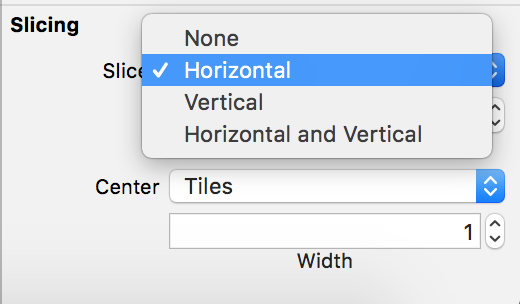 Slicing
None
Slice
✓ Horizontal
Vertical
Horizontal and Vertical
Center Tiles
1
Width